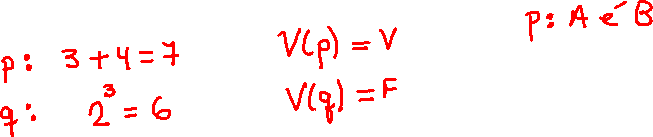 p: A é B
p: 3+4=7 V(p) = V
q: 2³ = 6 V(q) = F